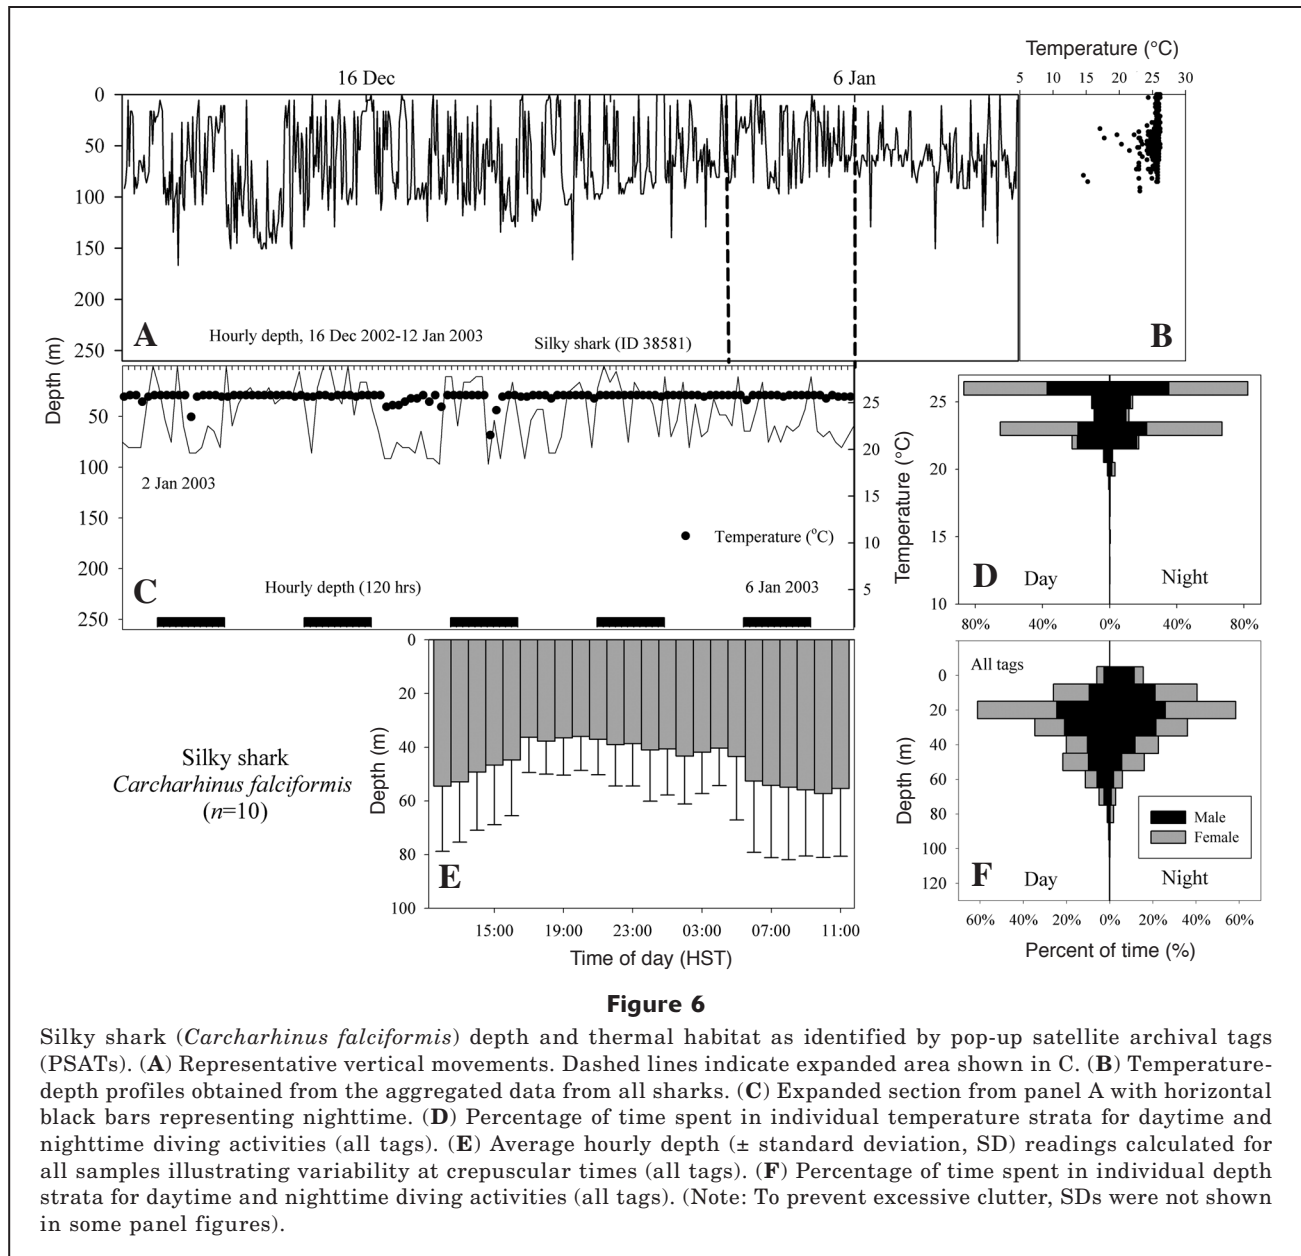 Temperature (°C)
16 Dec
6 Jan
5 10 15 20 25 30
0
50
100
150
200
250
A
Hourly depth, 16 Dec 2002-12 Jan 2003
Silky shark (ID 38581)
B
Depth (m)
50
100
150
200
250
2 Jan 2003
Temperature (°C)
C
Hourly depth (120 hrs)
6 Jan 2003
25
20
15
10
5
Temperature (°C)
25
20
15
10
D
Day
Night
80% 40% 0% 40% 80%
Silky shark
Carcharhinus falciformis
(n=10)
0
20
40
60
80
100
Depth (m)
E
15:00 19:00 23:00 03:00 07:00 11:00
Time of day (HST)
All tags
0
20
40
60
80
100
120
Depth (m)
Male
Female
F
Day
Night
60% 40% 20% 0% 20% 40% 60%
Percent of time (%)
Figure 6
Silky shark (Carcharhinus falciformis) depth and thermal habitat as identified by pop-up satellite archival tags
(PSATs). (A) Representative vertical movements. Dashed lines indicate expanded area shown in C. (B) Temperature-
depth profiles obtained from the aggregated data from all sharks. (C) Expanded section from panel A with horizontal
black bars representing nighttime. (D) Percentage of time spent in individual temperature strata for daytime and
nighttime diving activities (all tags). (E) Average hourly depth (± standard deviation, SD) readings calculated for
all samples illustrating variability at crepuscular times (all tags). (F) Percentage of time spent in individual depth
strata for daytime and nighttime diving activities (all tags). (Note: To prevent excessive clutter, SDs were not shown
in some panel figures).